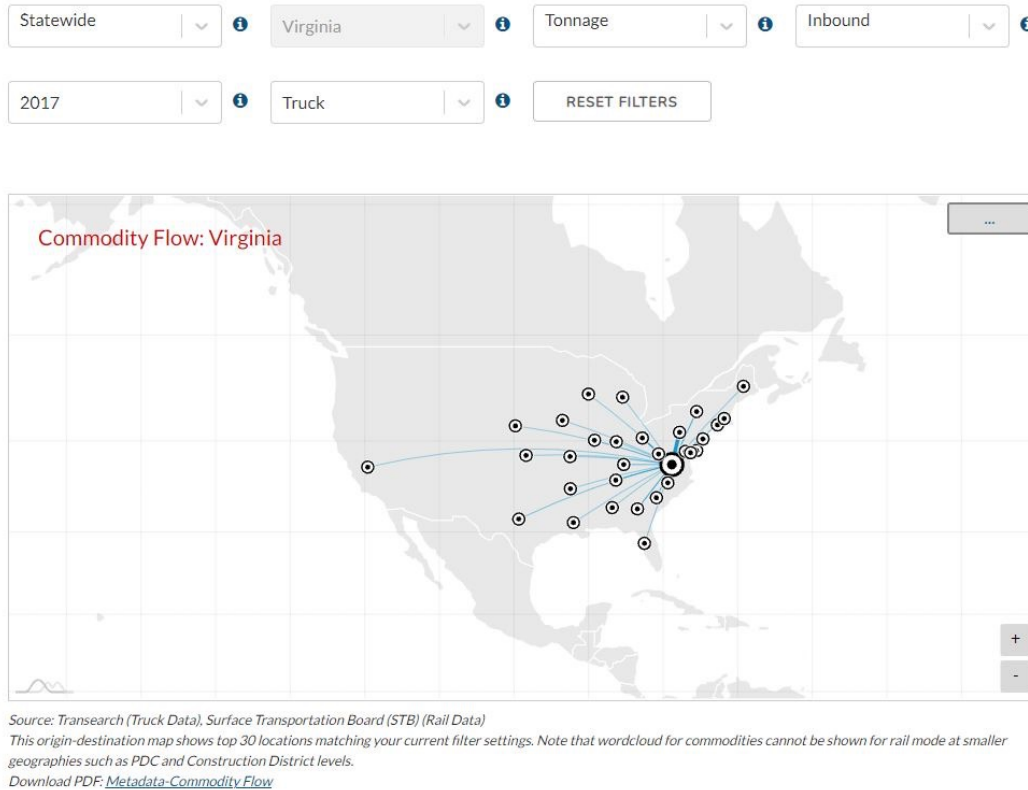 Statewide
Virginia
Tonnage
Inbound
2017
Truck
RESET FILTERS
Commodity Flow: Virginia
...
+
-
Source: Transearch (Truck Data), Surface Transportation Board (STB) (Rail Data)
This origin-destination map shows top 30 locations matching your current filter settings. Note that wordcloud for commodities cannot be shown for rail mode at smaller
geographies such as PDC and Construction District levels.
Download PDF: Metadata-Commodity Flow